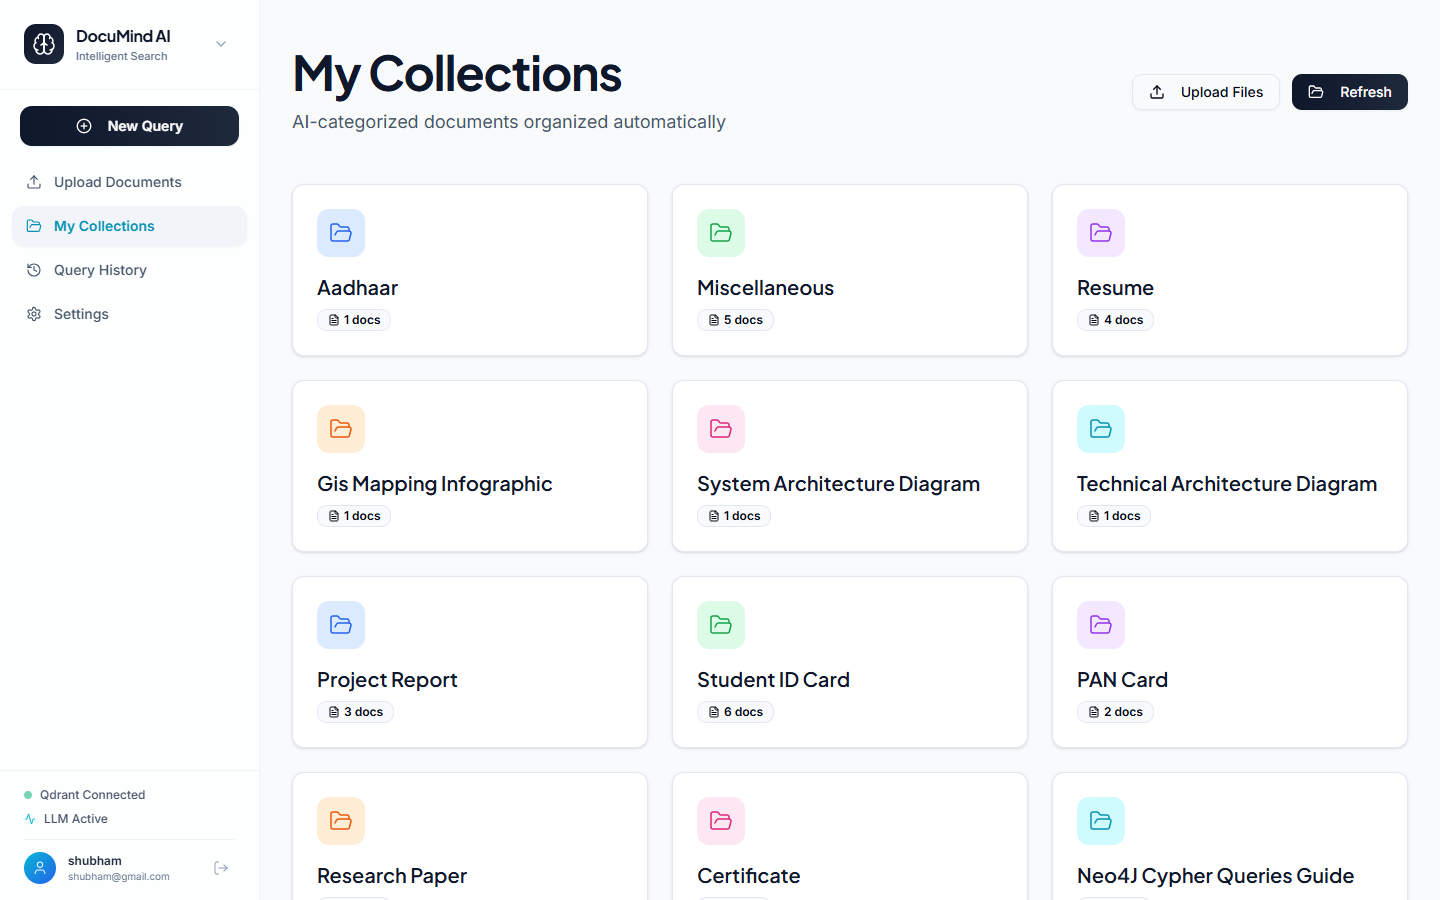 DocuMind AI
Intelligent Search
New Query
Upload Documents
My Collections
Query History
Settings
Qdrant Connected
LLM Active
shubham
shubham@gmail.com
My Collections
AI-categorized documents organized automatically
Upload Files
Refresh
Aadhaar
1 docs
Miscellaneous
5 docs
Resume
4 docs
Gis Mapping Infographic
1 docs
System Architecture Diagram
1 docs
Technical Architecture Diagram
1 docs
Project Report
3 docs
Student ID Card
6 docs
PAN Card
2 docs
Research Paper
Certificate
Neo4J Cypher Queries Guide